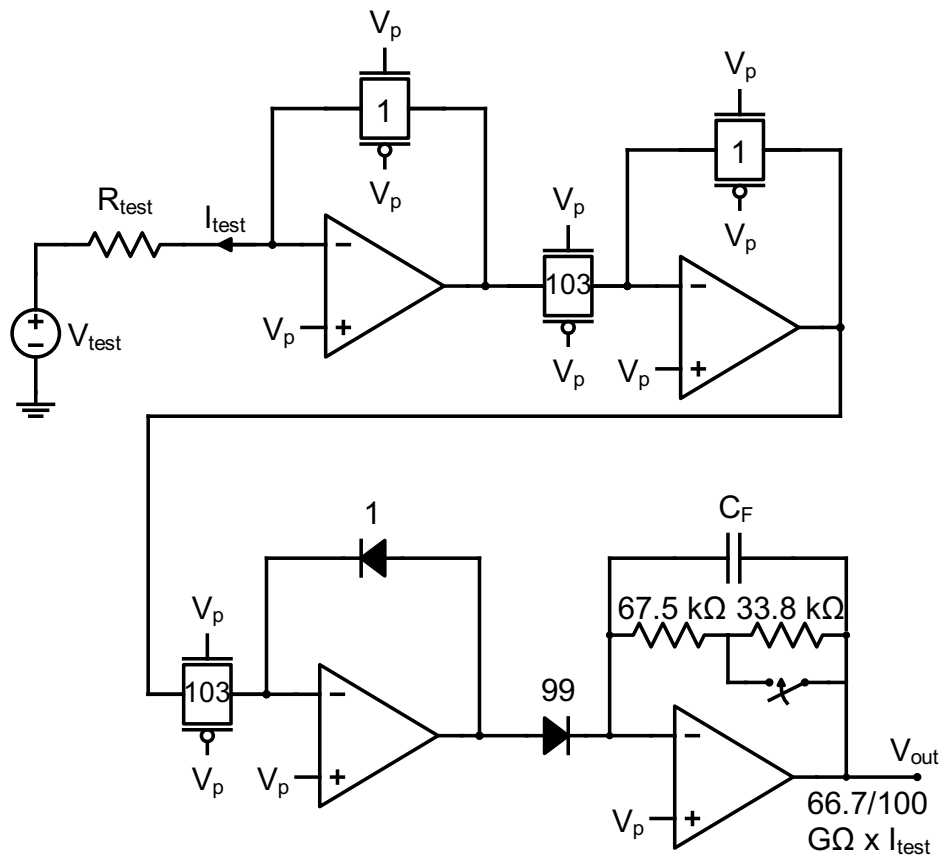 Vp
Vp
1
1
Rtest
Itest
Vp
Vp
Vp
−
103
−
Vtest
Vp
+
Vp
Vp
+
1
CF
67.5 kΩ 33.8 kΩ
Vp
99
103
−
−
Vout
Vp
Vp
+
Vp
+
66.7/100
GΩ x Itest